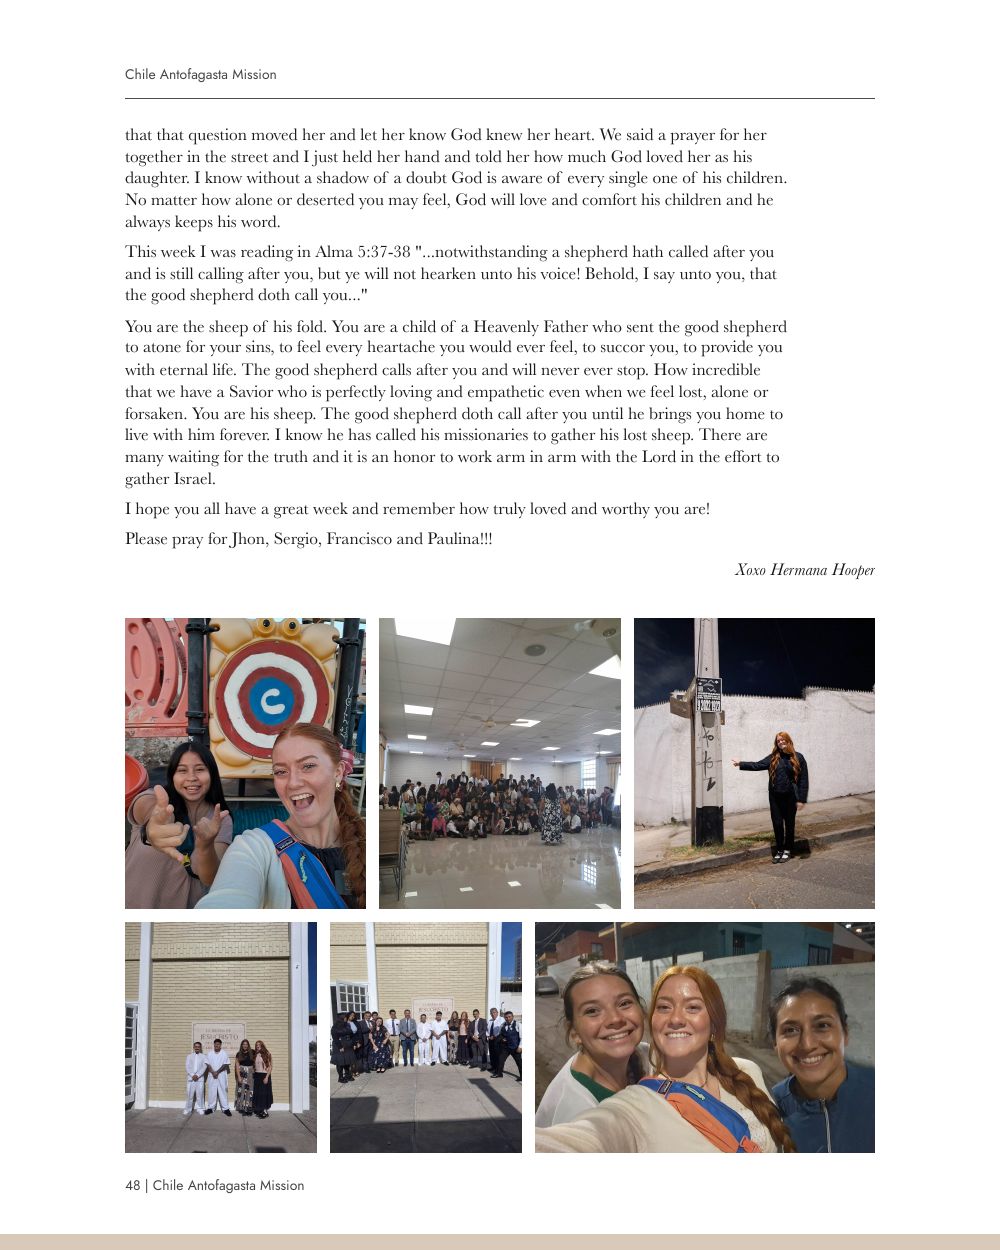 Chile Antofagasta Mission
that that question moved her and let her know God knew her heart. We said a prayer for her
together in the street and I just held her hand and told her how much God loved her as his
daughter. I know without a shadow of a doubt God is aware of every single one of his children.
No matter how alone or deserted you may feel, God will love and comfort his children and he
always keeps his word.
This week I was reading in Alma 5:37-38 "...notwithstanding a shepherd hath called after you
and is still calling after you, but ye will not hearken unto his voice! Behold, I say unto you, that
the good shepherd doth call you..."
You are the sheep of his fold. You are a child of a Heavenly Father who sent the good shepherd
to atone for your sins, to feel every heartache you would ever feel, to succor you, to provide you
with eternal life. The good shepherd calls after you and will never ever stop. How incredible
that we have a Savior who is perfectly loving and empathetic even when we feel lost, alone or
forsaken. You are his sheep. The good shepherd doth call after you until he brings you home to
live with him forever. I know he has called his missionaries to gather his lost sheep. There are
many waiting for the truth and it is an honor to work arm in arm with the Lord in the effort to
gather Israel.
I hope you all have a great week and remember how truly loved and worthy you are!
Please pray for Jhon, Sergio, Francisco and Paulina!!!
Xoxo Hermana Hooper
C
LA IGLESIA DE
JESUCRISTO
LA IGLESIA DE
JESUCRISTO
48 | Chile Antofagasta Mission